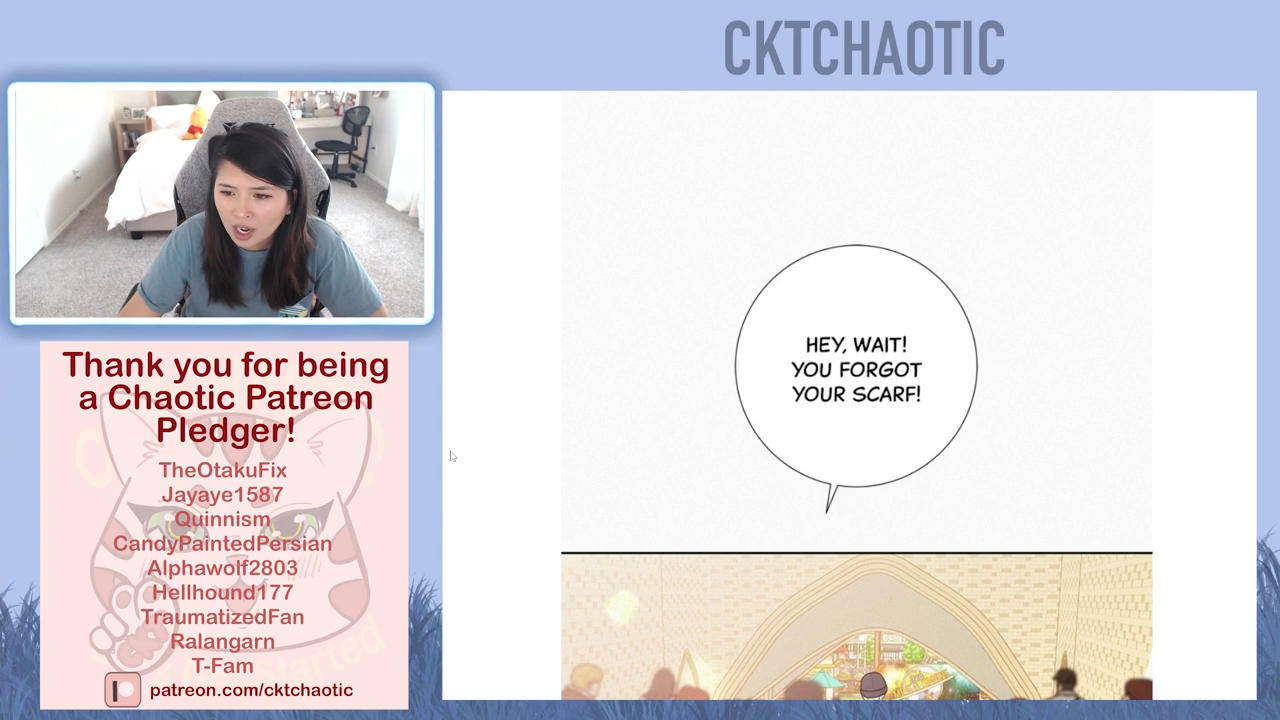 CKTCHAOTIC
HEY, WAIT!
YOU FORGOT
YOUR SCARF!
Thank you for being
a Chaotic Patreon
Pledger!
TheOtakuFix
Jayaye1587
Quinnism
CandyPaintedPersian
Alphawolf2803
Hellhound177
TraumatizedFan
Ralangarn
T-Fam
patreon.com/cktchaotic